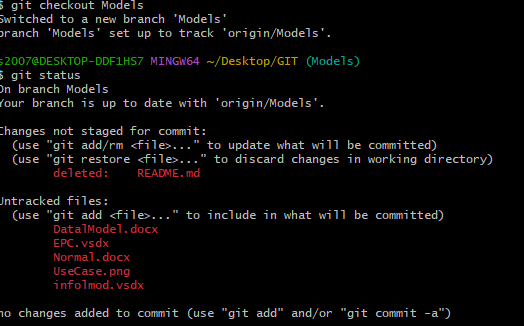 $ git checkout Models
Switched to a new branch 'Models'
branch 'Models' set up to track 'origin/Models'.
s2007@DESKTOP-DDF1HS7 MINGW64 ~/Desktop/GIT (Models)
$ git status
On branch Models
Your branch is up to date with 'origin/Models'.
Changes not staged for commit:
(use "git add/rm <file>..." to update what will be committed)
(use "git restore <file>..." to discard changes in working directory)
deleted: README.md
Untracked files:
(use "git add <file>..." to include in what will be committed)
DatalModel.docx
EPC.vsdx
Normal.docx
UseCase.png
infolmod.vsdx
no changes added to commit (use "git add" and/or "git commit -a")